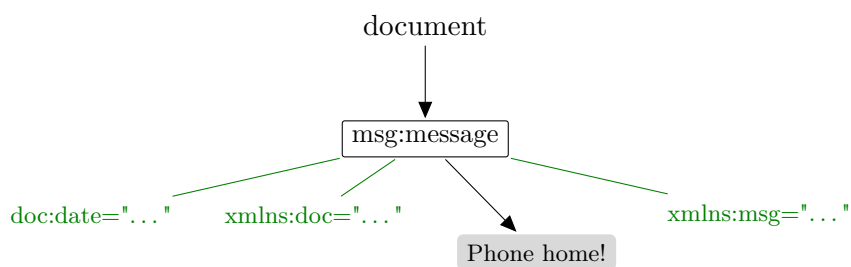 document
msg:message
doc:date="..."
xmlns:doc="..."
xmlns:msg="..."
Phone home!